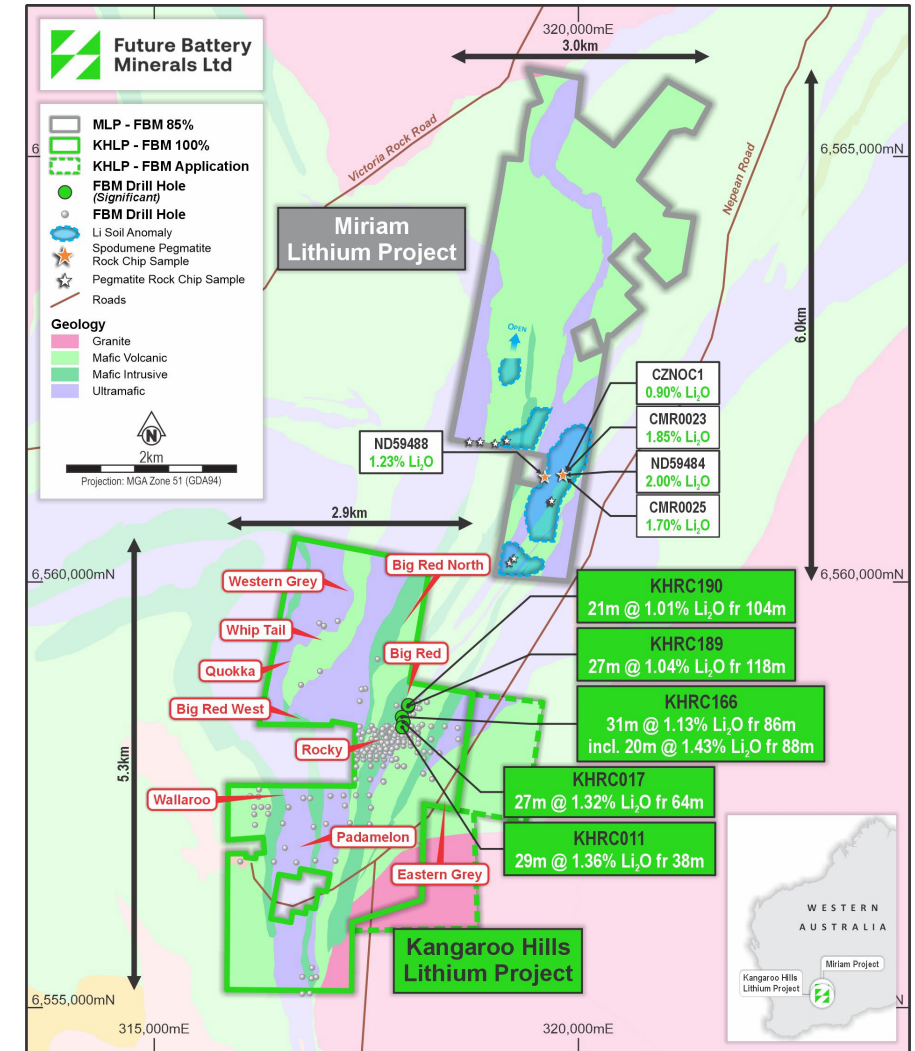 Future Battery
Minerals Ltd
320,000mE
3.0km
MLP - FBM 85%
KHLP - FBM 100%
KHLP - FBM Application
FBM Drill Hole
(Significant)
FBM Drill Hole
Li Soil Anomaly
Spodumene Pegmatite
Rock Chip Sample
Pegmatite Rock Chip Sample
Roads
Geology
Granite
Mafic Volcanic
Mafic Intrusive
Ultramafic
N
2km
Projection: MGA Zone 51 (GDA94)
6
6,565,000mN
Victoria Rock Road
Nepean Road
Miriam
Lithium Project
6.0km
OPEN
CZNOC1
0.90% Li2O
CMR0023
1.85% Li2O
ND59488
1.23% Li2O
ND59484
2.00% Li2O
CMR0025
1.70% Li2O
2.9km
6,560,000mN
6,560,000mN
Big Red North
Western Grey
Whip Tail
Big Red
Quokka
Big Red West
Rocky
Wallaroo
Padamelon
Eastern Grey
5.3km
KHRC190
21m @ 1.01% Li2O fr 104m
KHRC189
27m @ 1.04% Li2O fr 118m
KHRC166
31m @ 1.13% Li2O fr 86m
incl. 20m @ 1.43% Li2O fr 88m
KHRC017
27m @ 1.32% Li2O fr 64m
KHRC011
29m @ 1.36% Li2O fr 38m
Kangaroo Hills
Lithium Project
WESTERN
AUSTRALIA
Miriam Project
Kangaroo Hills
Lithium Project
6,555,000mN
N
315,000mE
320,000mE